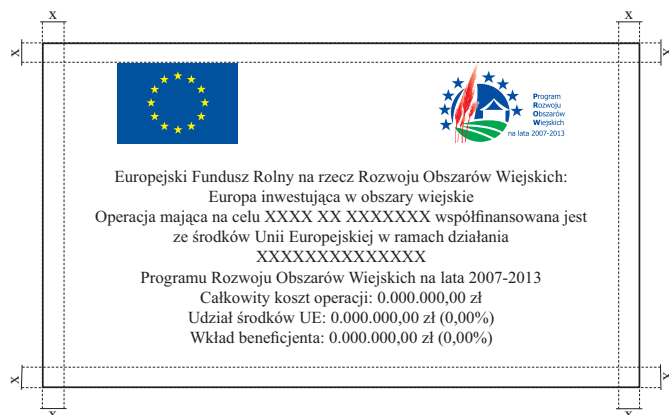 x x
x x
Program
Rozwoju
Obszarów
Wiejskich
na lata 2007-2013
Europejski Fundusz Rolny na rzecz Rozwoju Obszarów Wiejskich:
Europa inwestująca w obszary wiejskie
Operacja mająca na celu XXXX XX XXXXXXX współfinansowana jest
ze środków Unii Europejskiej w ramach działania
XXXXXXXXXXXXXX
Programu Rozwoju Obszarów Wiejskich na lata 2007-2013
Całkowity koszt operacji: 0.000.000,00 zł
Udział środków UE: 0.000.000,00 zł (0,00%)
Wkład beneficjenta: 0.000.000,00 zł (0,00%)
x x
x x